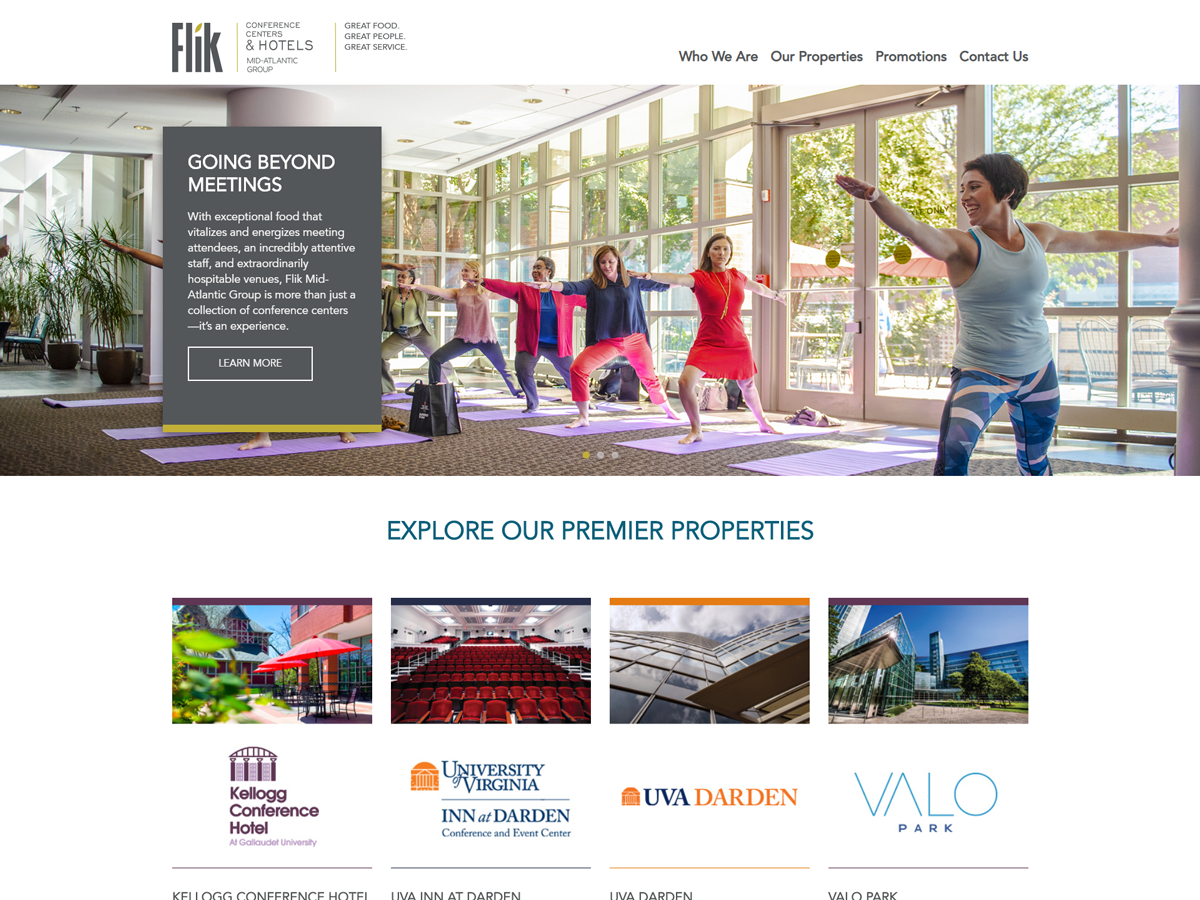 Flik
CONFERENCE
CENTERS
& HOTELS
MID-ATLANTIC
GROUP
GREAT FOOD.
GREAT PEOPLE.
GREAT SERVICE.
Who We Are Our Properties Promotions Contact Us
GOING BEYOND
MEETINGS
With exceptional food that
vitalizes and energizes meeting
attendees, an incredibly attentive
staff, and extraordinarily
hospitable venues, Flik Mid-
Atlantic Group is more than just a
collection of conference centers
—it's an experience.
LEARN MORE
EXPLORE OUR PREMIER PROPERTIES
Kellogg
Conference
Hotel
At Gallaudet University
UNIVERSITY
of VIRGINIA
INN at DARDEN
Conference and Event Center
UVA DARDEN
VALO
PARK
KELLOGG CONFERENCE HOTEL
UVA INN AT DARDEN
UVA DARDEN
VALO PARK